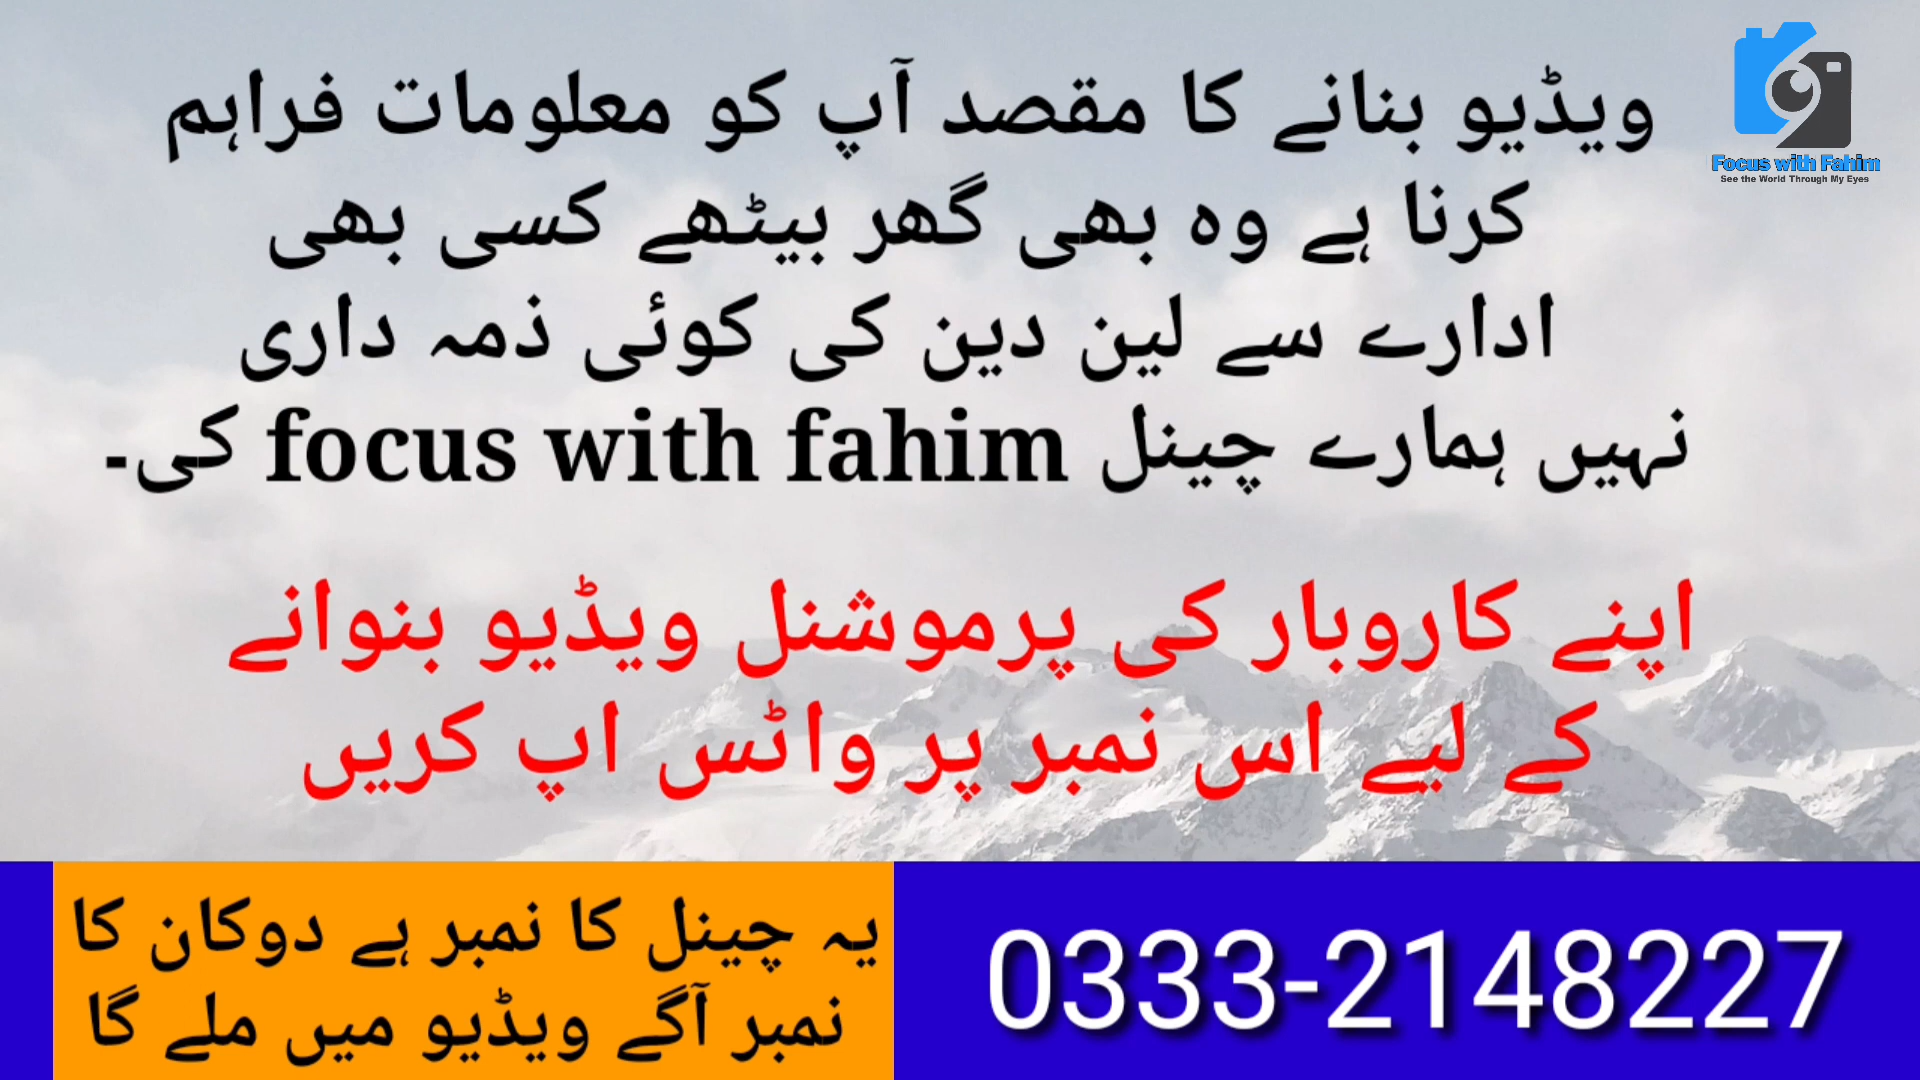 Focus with Fahim
See the World Through My Eyes
ویڈیو بنانے کا مقصد آپ کو معلومات فراہم
کرنا ہے وہ بھی گھر بیٹھے کسی بھی
ادارے سے لین دین کی کوئی ذمہ داری
نہیں ہمارے چینل focus with fahim کی۔
اپنے کاروبار کی پرموشنل ویڈیو بنوانے
کے لیے اس نمبر پر واٹس اپ کریں
یہ چینل کا نمبر ہے دوکان کا
نمبر آگے ویڈیو میں ملے گا
0333-2148227